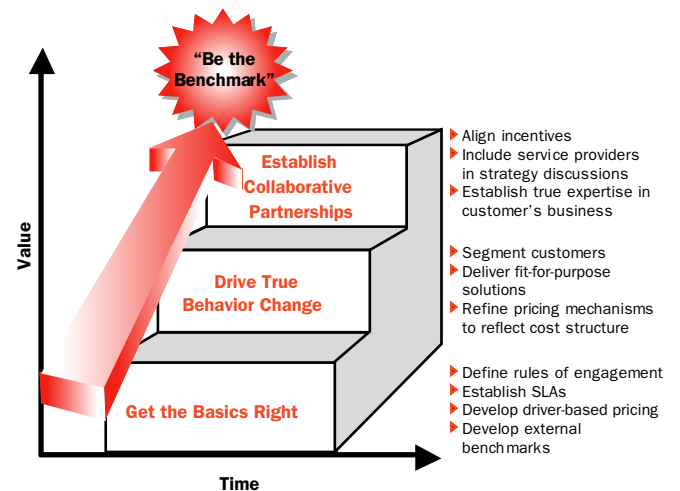 “Be the
Benchmark”
Value
Establish
Collaborative
Partnerships
Align incentives
Include service providers
in strategy discussions
Establish true expertise in
customer’s business
Drive True
Behavior Change
Segment customers
Deliver fit-for-purpose
solutions
Refine pricing mechanisms
to reflect cost structure
Get the Basics Right
Define rules of engagement
Establish SLAs
Develop driver-based pricing
Develop external
benchmarks
Time